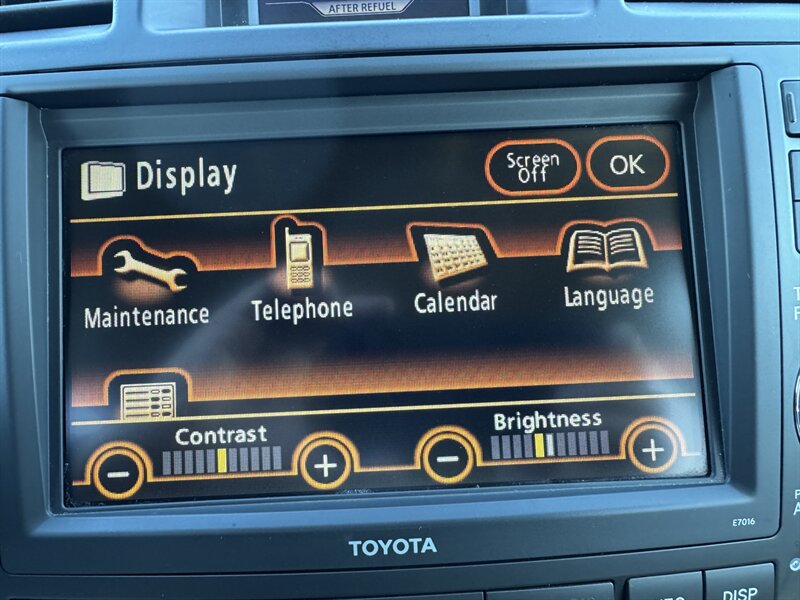 AFTER REFUEL
Display
Screen
Off
OK
Maintenance
Telephone
Calendar
Language
Contrast
Brightness
- + - +
E7016
TOYOTA
DISP